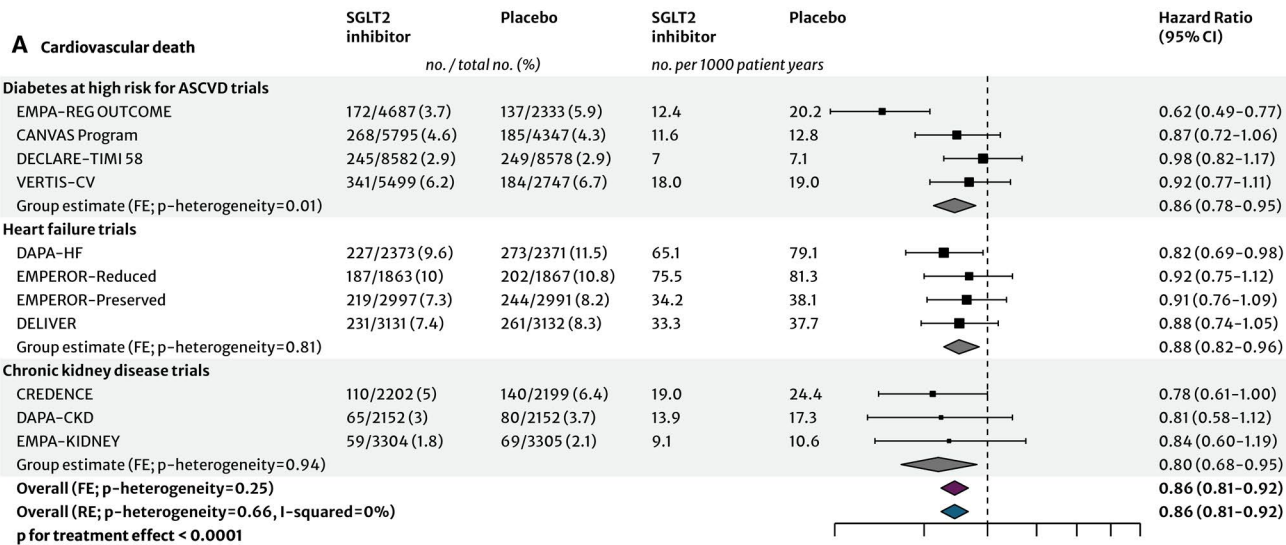 A Cardiovascular death
SGLT2 inhibitor Placebo SGLT2 inhibitor Placebo Hazard Ratio (95% CI)
no. / total no. (%) no. per 1000 patient years
Diabetes at high risk for ASCVD trials
EMPA-REG OUTCOME 172/4687 (3.7) 137/2333 (5.9) 12.4 20.2 0.62 (0.49-0.77)
CANVAS Program 268/5795 (4.6) 185/4347 (4.3) 11.6 12.8 0.87 (0.72-1.06)
DECLARE-TIMI 58 245/8582 (2.9) 249/8578 (2.9) 7 7.1 0.98 (0.82-1.17)
VERTIS-CV 341/5499 (6.2) 184/2747 (6.7) 18.0 19.0 0.92 (0.77-1.11)
Group estimate (FE; p-heterogeneity=0.01) 0.86 (0.78-0.95)
Heart failure trials
DAPA-HF 227/2373 (9.6) 273/2371 (11.5) 65.1 79.1 0.82 (0.69-0.98)
EMPEROR-Reduced 187/1863 (10) 202/1867 (10.8) 75.5 81.3 0.92 (0.75-1.12)
EMPEROR-Preserved 219/2997 (7.3) 244/2991 (8.2) 34.2 38.1 0.91 (0.76-1.09)
DELIVER 231/3131 (7.4) 261/3132 (8.3) 33.3 37.7 0.88 (0.74-1.05)
Group estimate (FE; p-heterogeneity=0.81) 0.88 (0.82-0.96)
Chronic kidney disease trials
CREDENCE 110/2202 (5) 140/2199 (6.4) 19.0 24.4 0.78 (0.61-1.00)
DAPA-CKD 65/2152 (3) 80/2152 (3.7) 13.9 17.3 0.81 (0.58-1.12)
EMPA-KIDNEY 59/3304 (1.8) 69/3305 (2.1) 9.1 10.6 0.84 (0.60-1.19)
Group estimate (FE; p-heterogeneity=0.94) 0.80 (0.68-0.95)
Overall (FE; p-heterogeneity=0.25) 0.86 (0.81-0.92)
Overall (RE; p-heterogeneity=0.66, I-squared=0%) 0.86 (0.81-0.92)
p for treatment effect < 0.0001